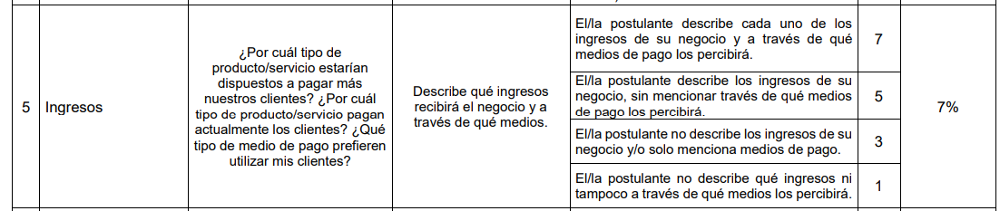 5
Ingresos
¿Por cuál tipo de
producto/servicio estarían
dispuestos a pagar más
nuestros clientes? ¿Por cuál
tipo de producto/servicio pagan
actualmente los clientes? ¿Qué
tipo de medio de pago prefieren
utilizar mis clientes?
Describe qué ingresos
recibirá el negocio y a
través de qué medios.
El/la postulante describe cada uno de los
ingresos de su negocio y a través de qué
medios de pago los percibirá.
7
El/la postulante describe los ingresos de su
negocio, sin mencionar través de qué medios
de pago los percibirá.
5
El/la postulante no describe los ingresos de su
negocio y/o solo menciona medios de pago.
3
El/la postulante no describe qué ingresos ni
tampoco a través de qué medios los percibirá.
1
7%